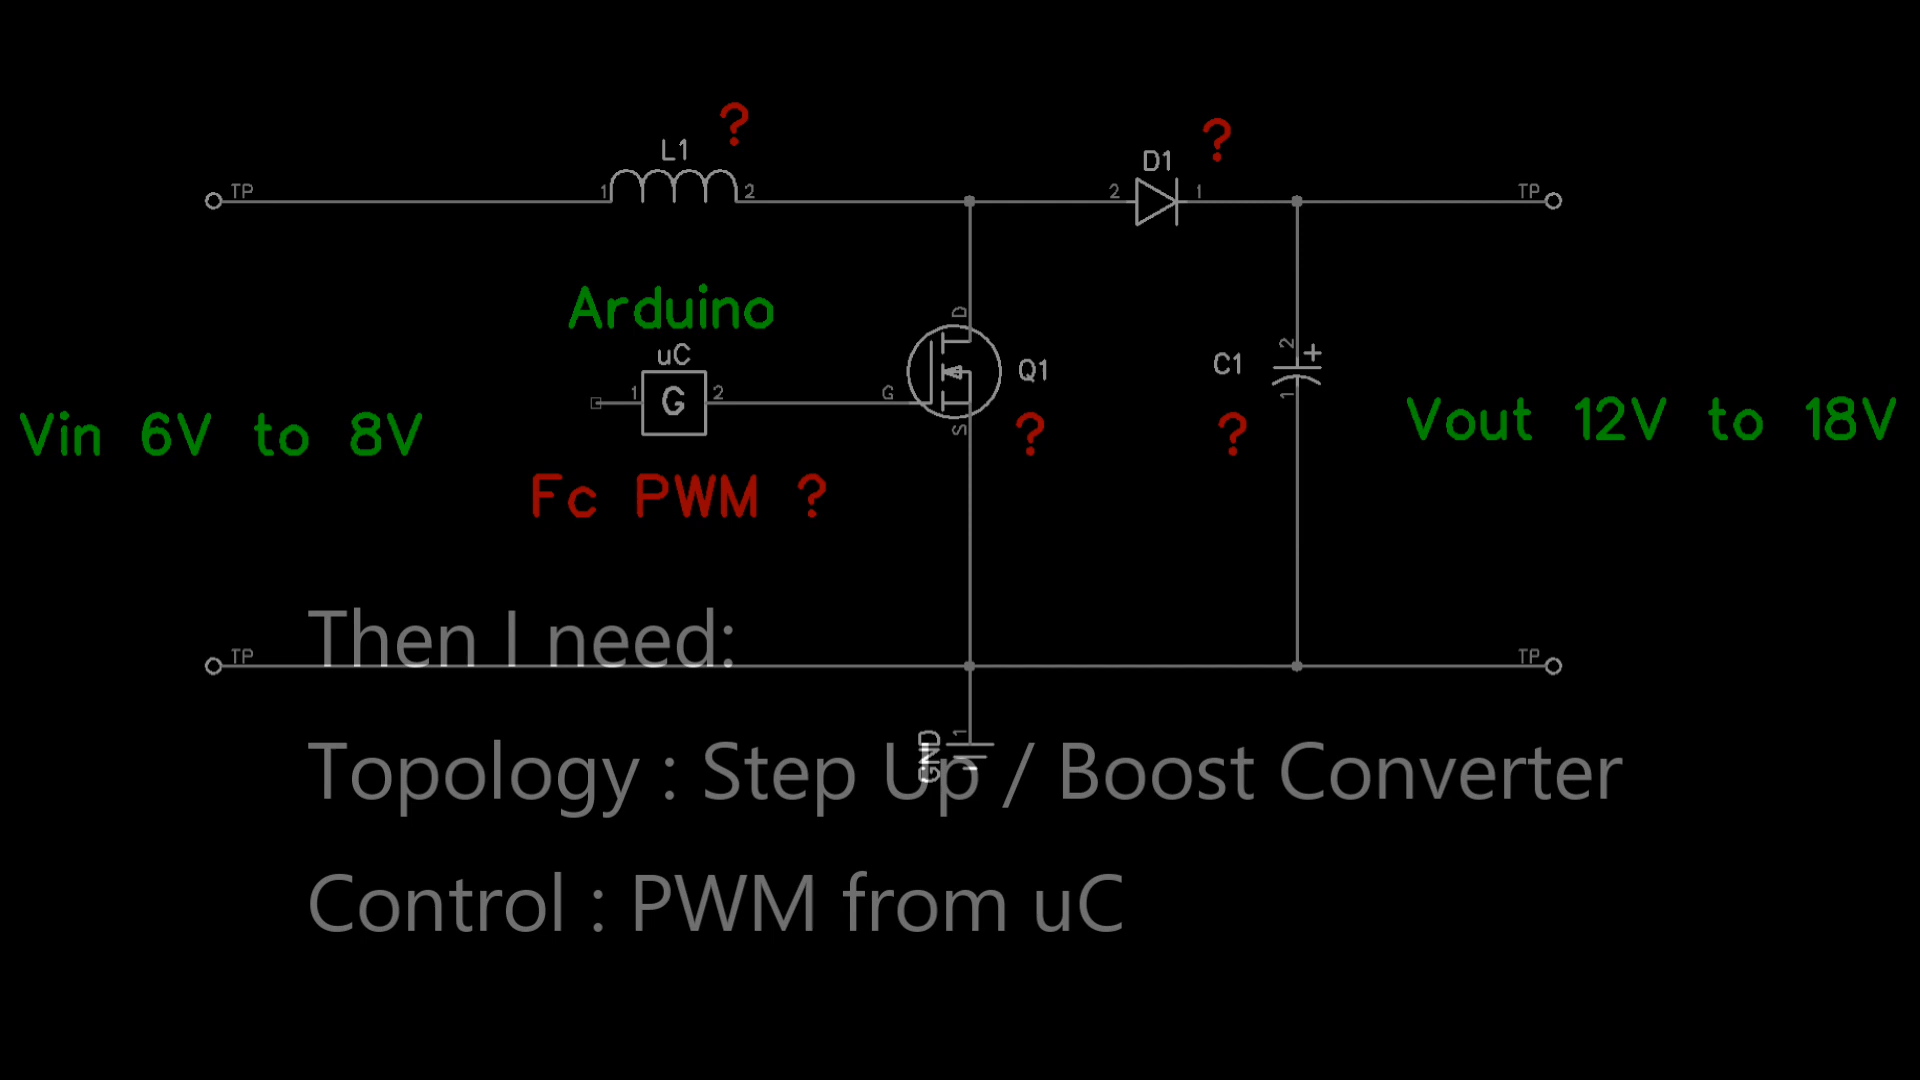 ?
?
L1
D1
TP
1
2
2
1
TP
Arduino
D
uC
2
+
1
G
2
G
Q1
C1
1
S
?
?
Vin 6V to 8V
Vout 12V to 18V
Fc PWM ?
Then I need:
TP
TP
GND
1
Topology : Step Up / Boost Converter
Control : PWM from uC